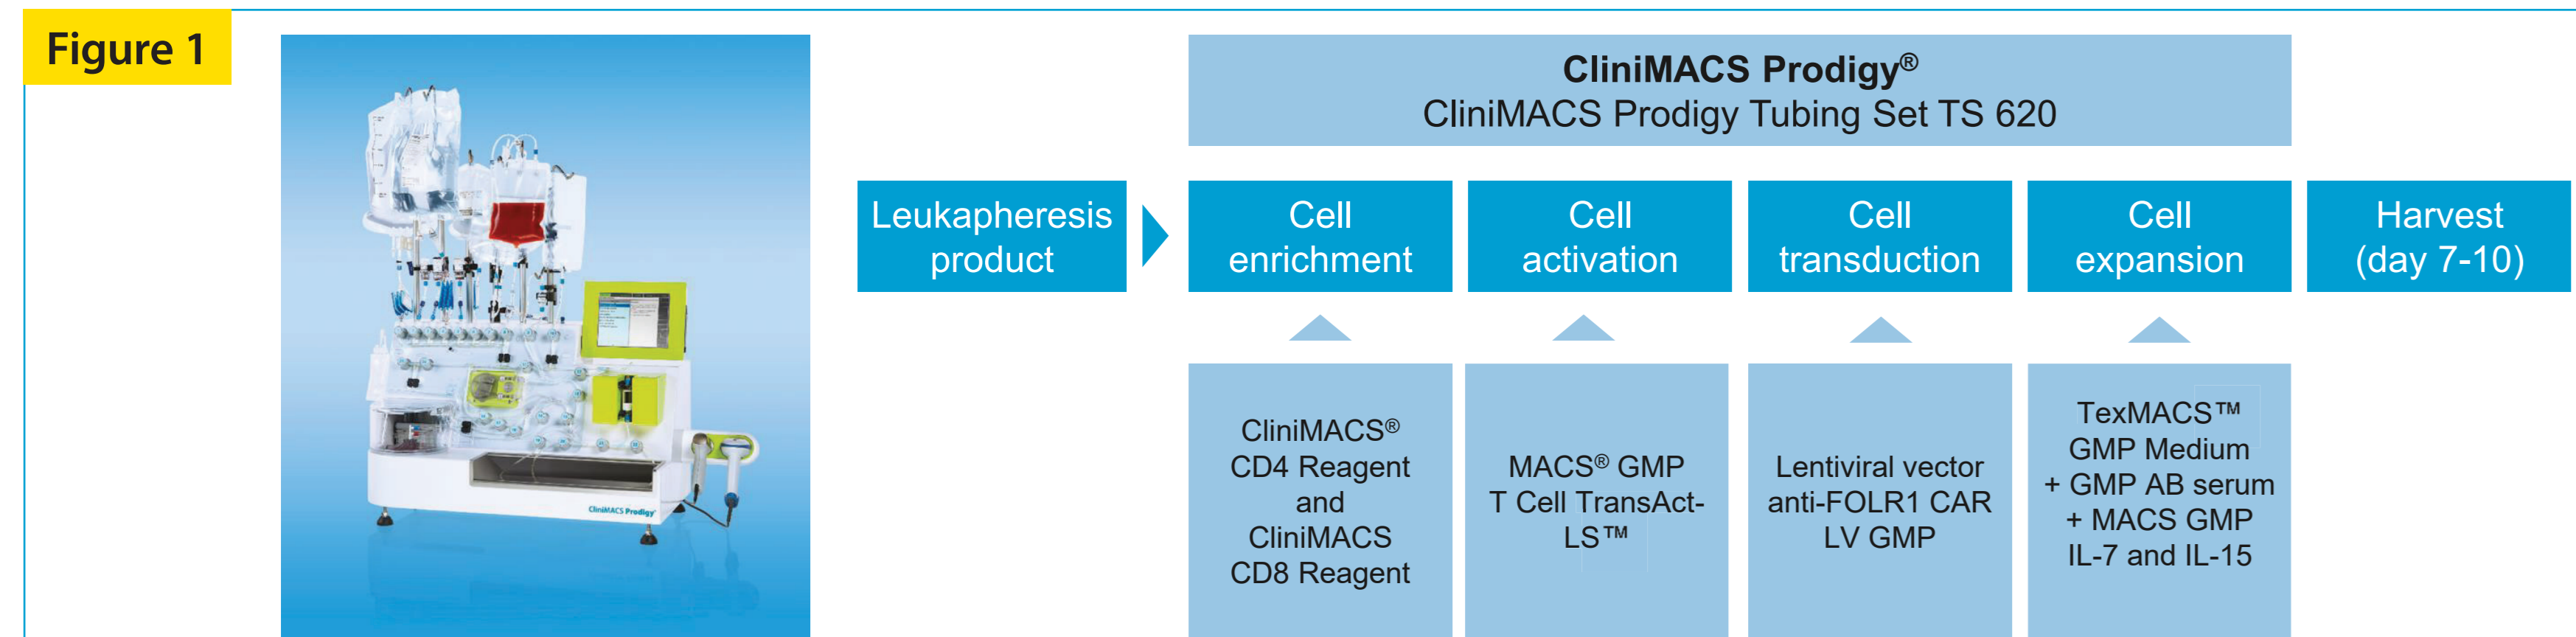 Figure 1
CliniMACS Prodigy®
CliniMACS Prodigy®
CliniMACS Prodigy Tubing Set TS 620
Leukapheresis
product
Cell
enrichment
Cell
activation
Cell
transduction
Cell
expansion
Harvest
(day 7-10)
CliniMACS®
CD4 Reagent
and
CliniMACS
CD8 Reagent
MACS® GMP
T Cell TransAct-
LS™
Lentiviral vector
anti-FOLR1 CAR
LV GMP
TexMACS™
GMP Medium
+ GMP AB serum
+ MACS GMP
IL-7 and IL-15